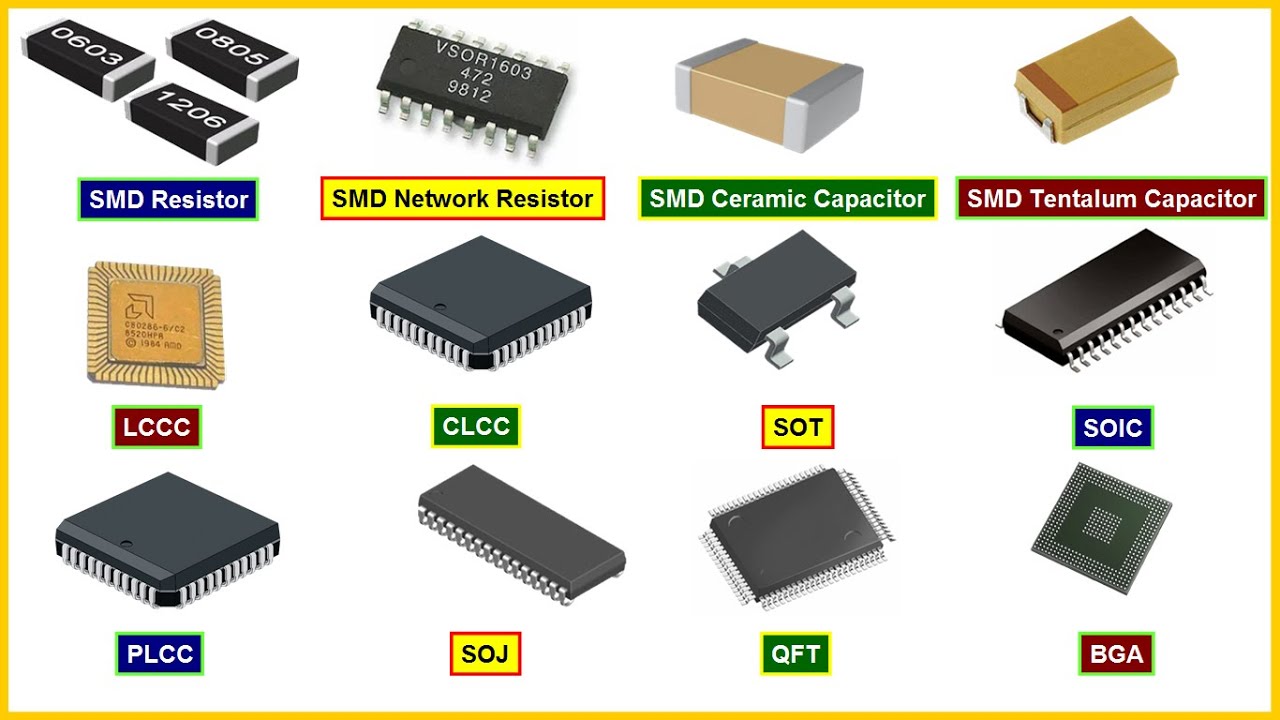 0603
0805
1206
VSOR1603
472
9812
SMD Resistor
SMD Network Resistor
SMD Ceramic Capacitor
SMD Tentalum Capacitor
C80286-6/C2
8520HPA
© 1984 AMD
LCCC
CLCC
SOT
SOIC
PLCC
SOJ
QFT
BGA